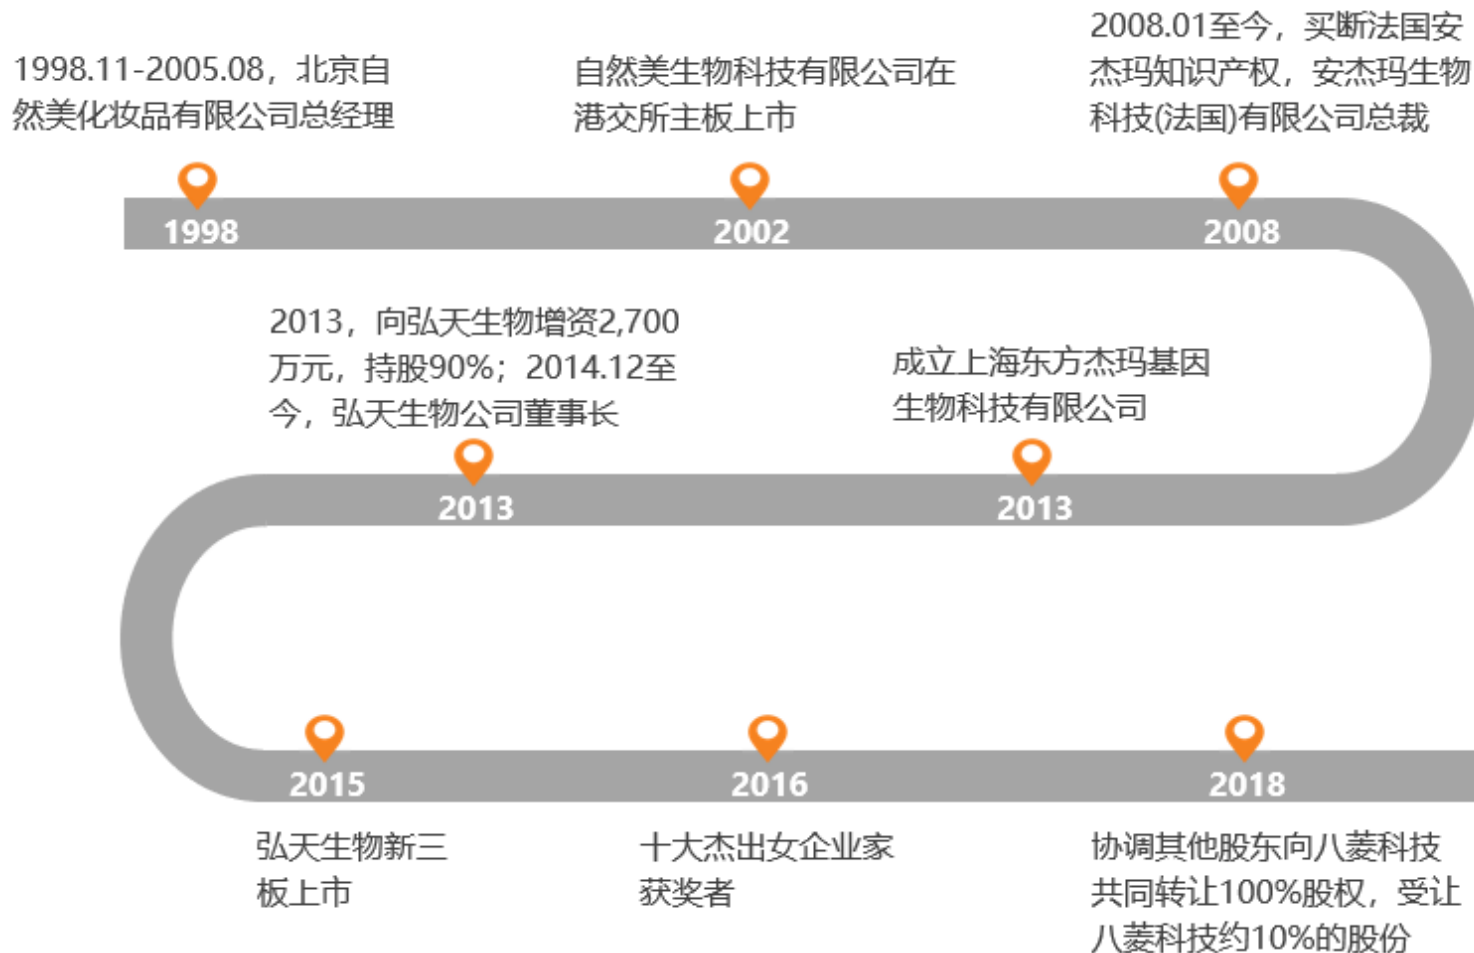 1998.11-2005.08，北京自
然美化妆品有限公司总经理
1998
自然美生物科技有限公司在
港交所主板上市
2002
2008.01至今，买断法国安
杰玛知识产权，安杰玛生物
科技(法国)有限公司总裁
2008
成立上海东方杰玛基因
生物科技有限公司
2013
2013，向弘天生物增资2,700
万元，持股90%；2014.12至
今，弘天生物公司董事长
2013
2015
弘天生物新三
板上市
2016
十大杰出女企业家
获奖者
2018
协调其他股东向八菱科技
共同转让100%股权，受让
八菱科技约10%的股份